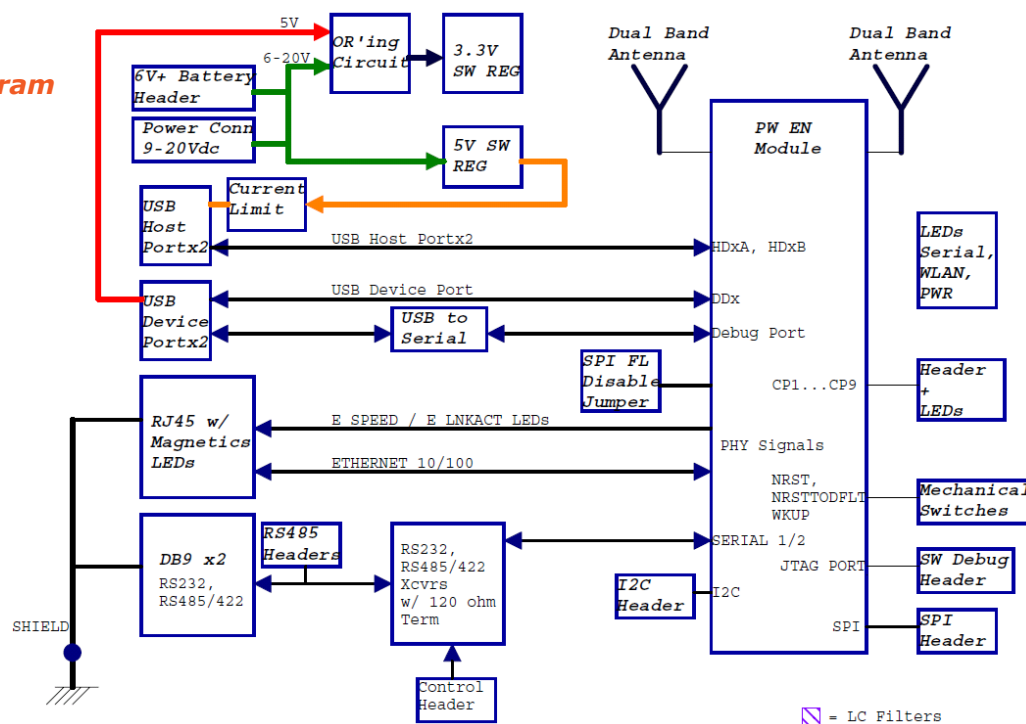 ram
5V
6-20V
OR'ing
Circuit
3.3V
SW REG
6V+ Battery
Header
Power Conn
9-20Vdc
5V SW
REG
Current
Limit
USB
Host
Portx2
USB Host Portx2
USB
Device
Portx2
USB Device Port
USB to
Serial
Dual Band
Antenna
Dual Band
Antenna
PW EN
Module
HDxA, HDxB
DDx
Debug Port
LEDs
Serial,
WLAN,
PWR
SPI FL
Disable
Jumper
CP1...CP9
Header
+
LEDs
RJ45 w/
Magnetics
LEDs
E SPEED / E LNKACT LEDs
ETHERNET 10/100
PHY Signals
NRST,
NRSTTODFLT
WKUP
Mechanical
Switches
DB9 x2
RS232,
RS485/422
RS485
Headers
RS232,
RS485/422
Xcvrs
w/ 120 ohm
Term
SERIAL 1/2
JTAG PORT
SW Debug
Header
I2C
Header
I2C
SPI
SPI
Header
SHIELD
Control
Header
= LC Filters